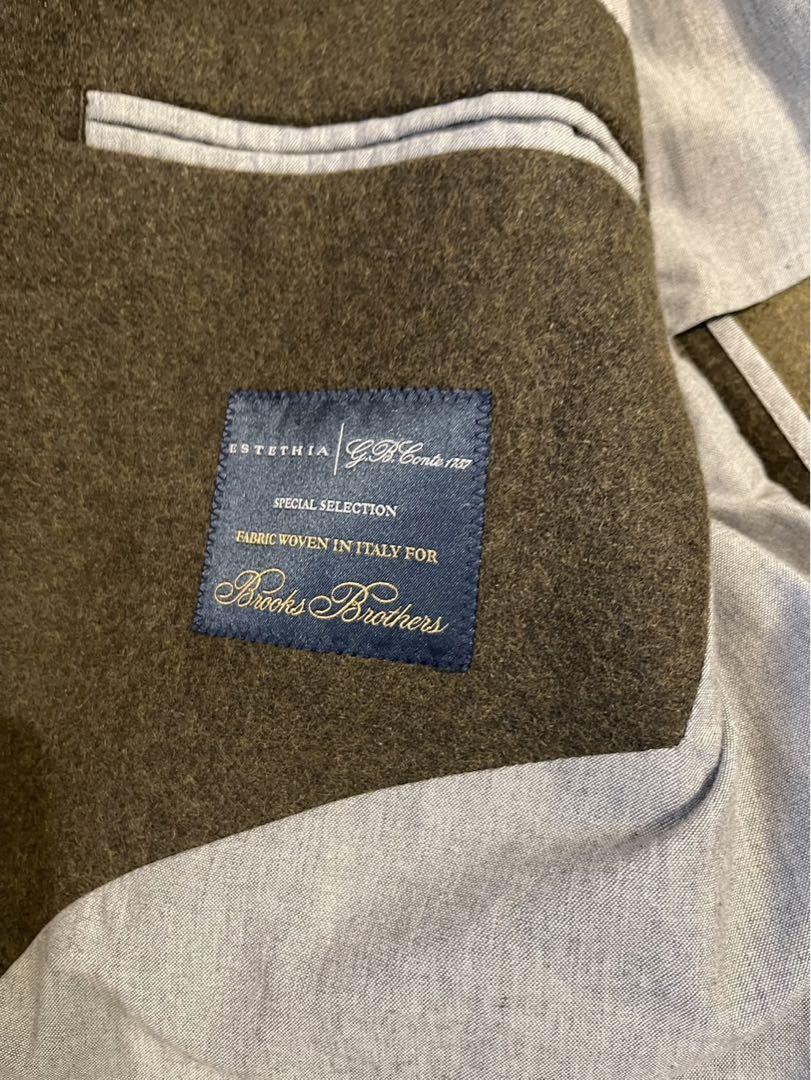 ESTETHIA | G.B. Conte 1757
SPECIAL SELECTION
FABRIC WOVEN IN ITALY FOR
Brooks Brothers